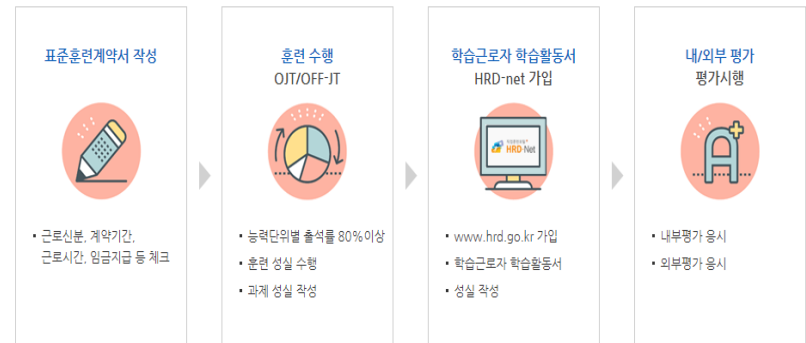 표준훈련계약서 작성
근로신분, 계약기간,
근로시간, 임금지급 등 체크
훈련 수행
OJT/OFF-JT
능력단위별 출석률 80%이상
훈련 성실 수행
과제 성실 작성
학습근로자 학습활동서
HRD-net 가입
HRD Net
www.hrd.go.kr 가입
학습근로자 학습활동서
성실 작성
내/외부 평가
평가시행
내부평가 응시
외부평가 응시